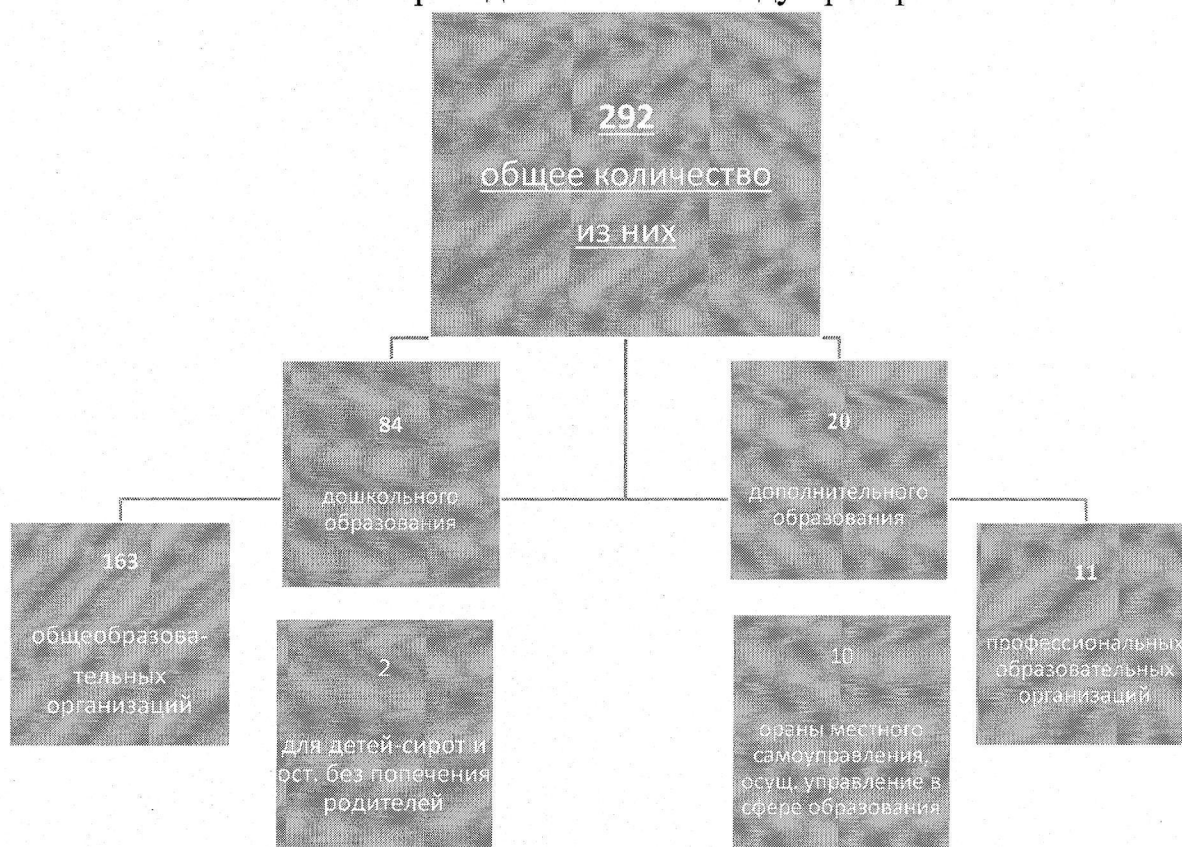 292
общее количество
из них
84
дошкольного
образования
20
дополнительного
образования
163
общеобразова-
тельных
организаций
11
профессиональных
образовательных
организаций
2
для детей-сирот и
ост. без попечения
родителей
10
ораны местного
самоуправления,
осущ. управление в
сфере образования